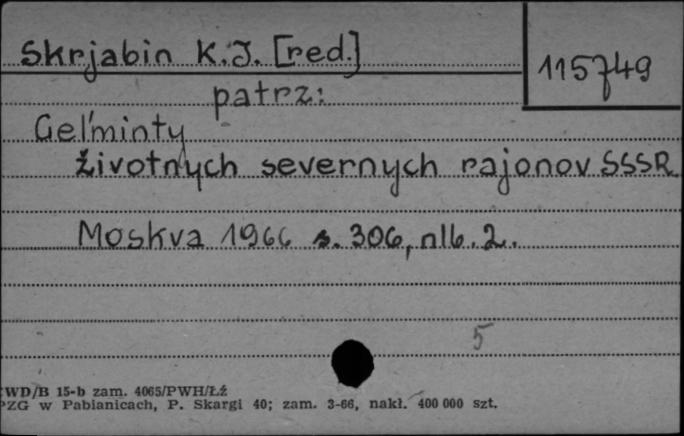 Skrjabin K.I. [red.]
115749
patrz:
Gel'minty
životnych severnych rajonov SSSR
Moskva 1966 s. 306, nlb. 2.
5
WD/B 15-b zam. 4065/PWH/Łź
PZG w Pabianicach, P. Skargi 40; zam. 3-66, nakł. 400 000 szt.